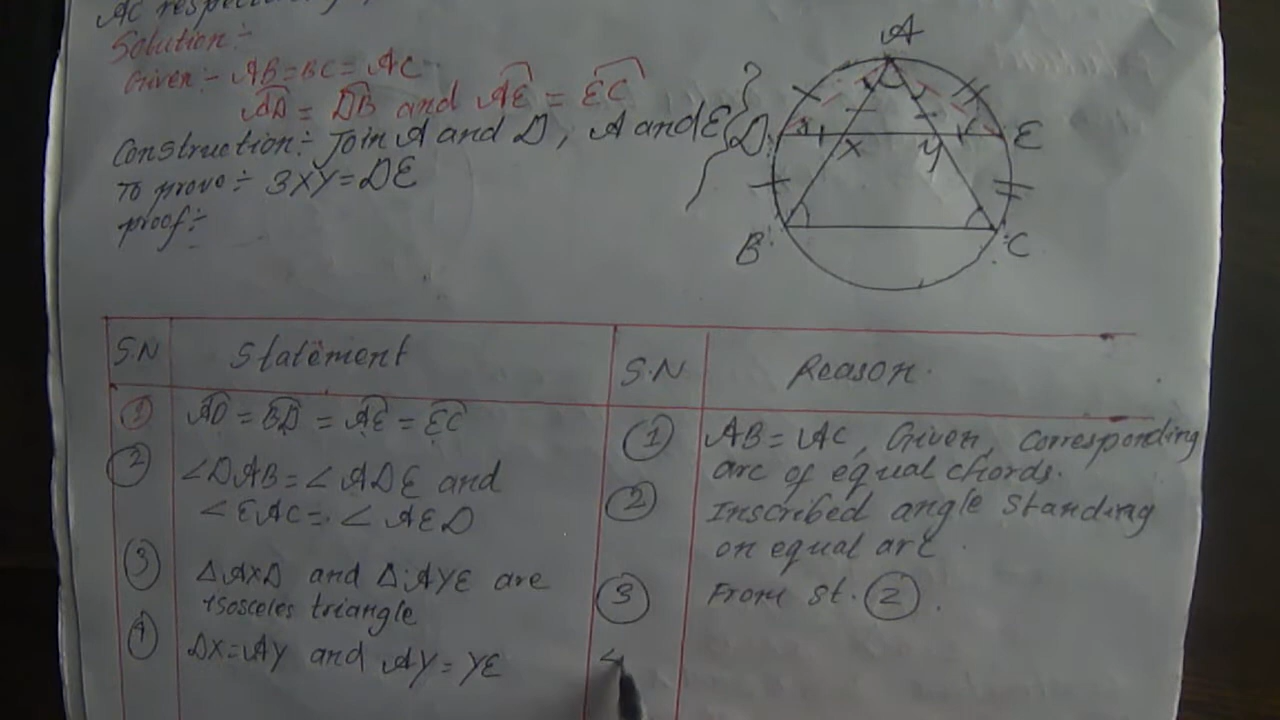 AC
Solution:-
Given:- AB=BC=AC
AD = DB and AE = EC
Construction:- Join A and D, A and E
To prove:- 3XY=DE
proof:-
A
D
E
X
Y
B
C
S.N Statement S.N Reason.
1 AD = BD = AE = EC
2 ∠DAB=∠ADE and
∠EAC=∠AED
3 ΔAXD and ΔAYE are
isosceles triangle
4 DX=AY and AY=YE
1 AB=AC, Given, Corresponding
arc of equal chords.
2 Inscribed angle standing
on equal arc.
3 From st. 2.